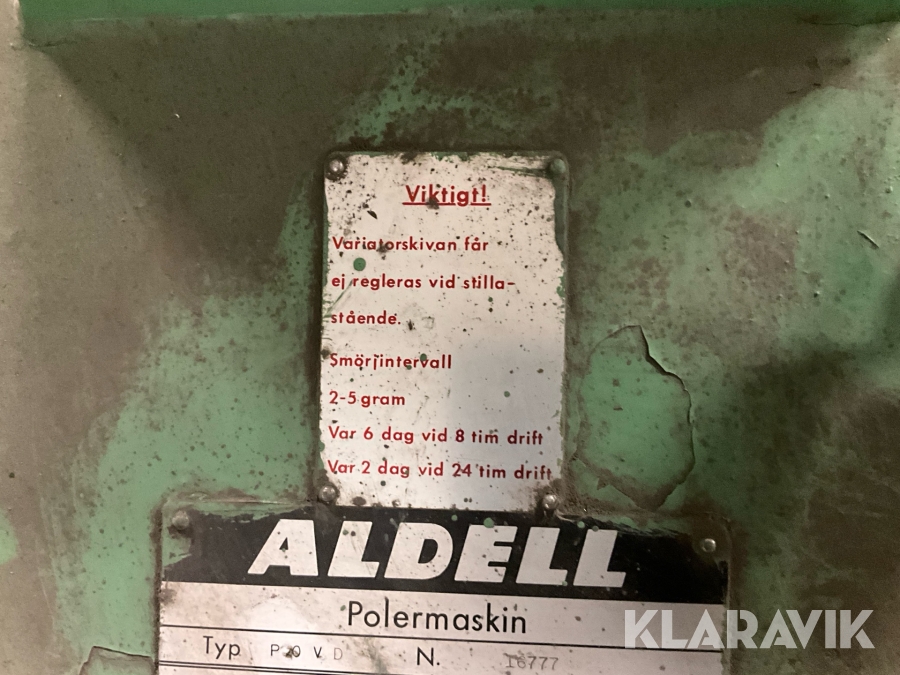 Viktigt!
Variatorskivan får
ej regleras vid stilla-
stående.
Smörjintervall
2-5 gram
Var 6 dag vid 8 tim drift
Var 2 dag vid 24 tim drift
ALDELL
Polermaskin
Typ P20 V D N. 16777
KLARAVIK